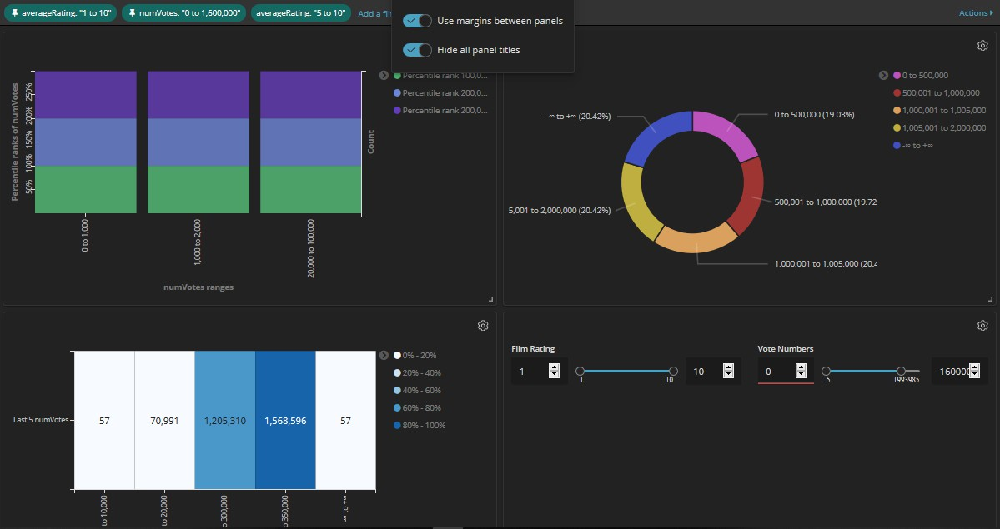 averageRating: "1 to 10"
numVotes: "0 to 1,600,000"
averageRating: "5 to 10"
Add a fil
Actions
Use margins between panels
Hide all panel titles
Percentile ranks of numVotes
250%
200%
150%
100%
50%
0 to 1,000
1,000 to 2,000
20,000 to 100,000
numVotes ranges
Count
Percentile rank 100,0...
Percentile rank 200,0...
Percentile rank 200,0...
-∞ to +∞ (20.42%)
0 to 500,000 (19.03%)
500,001 to 1,000,000 (19.72
5,001 to 2,000,000 (20.42%)
1,000,001 to 1,005,000 (20.4
0 to 500,000
500,001 to 1,000,000
1,000,001 to 1,005,000
1,005,001 to 2,000,000
-∞ to +∞
Last 5 numVotes
57
70,991
1,205,310
1,568,596
57
to 10,000
to 20,000
o 300,000
o 350,000
-∞ to +∞
0% - 20%
20% - 40%
40% - 60%
60% - 80%
80% - 100%
Film Rating
1
1
10
10
Vote Numbers
0
5
1993985
160000